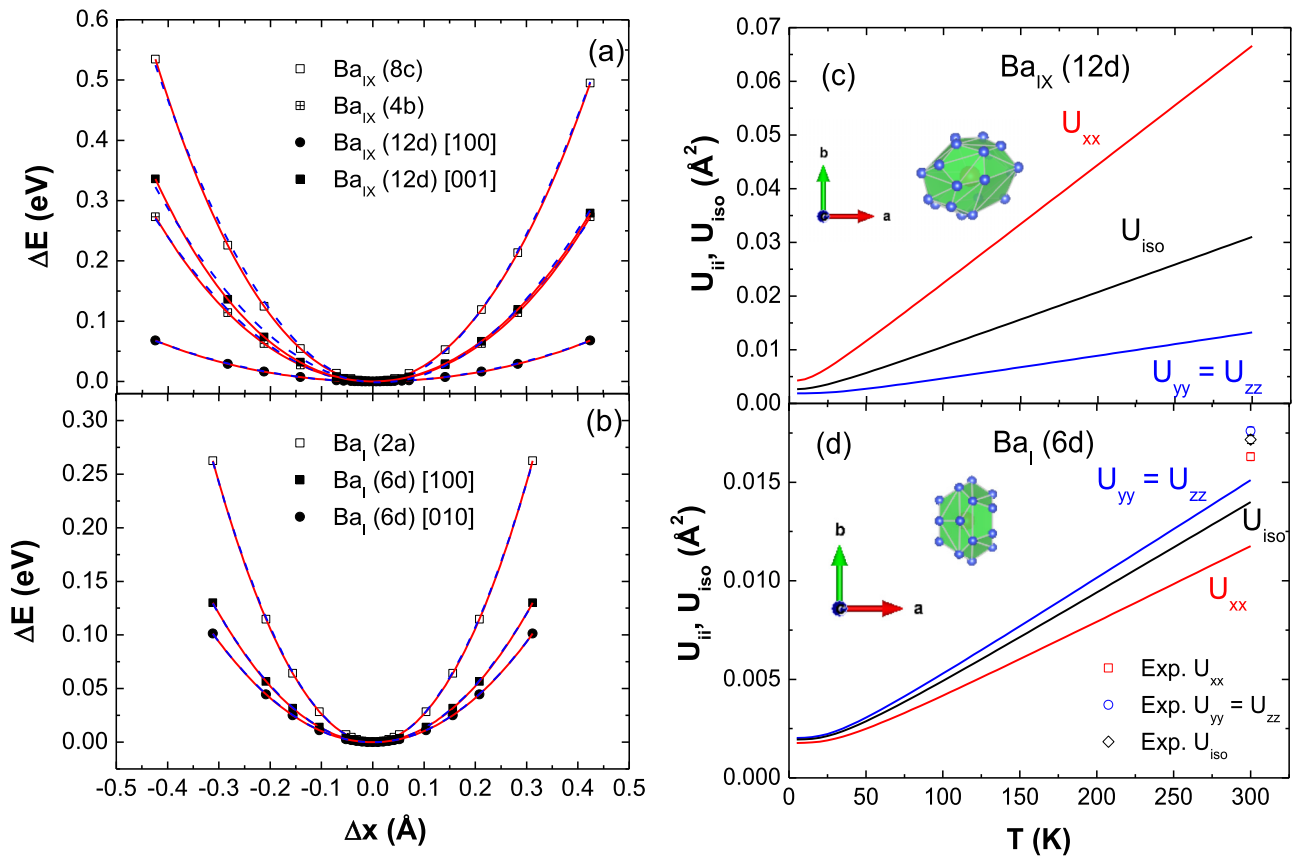 (a)
Ba_IX (8c)
Ba_IX (4b)
Ba_IX (12d) [100]
Ba_IX (12d) [001]
ΔE (eV)
0.6
0.5
0.4
0.3
0.2
0.1
0.0
(b)
Ba_I (2a)
Ba_I (6d) [100]
Ba_I (6d) [010]
ΔE (eV)
0.30
0.25
0.20
0.15
0.10
0.05
0.00
-0.5 -0.4 -0.3 -0.2 -0.1 0.0 0.1 0.2 0.3 0.4 0.5
Δx (Å)
(c)
Ba_IX (12d)
U_xx
U_iso
U_yy = U_zz
b
a
U_ii, U_iso (Å²)
0.07
0.06
0.05
0.04
0.03
0.02
0.01
0.00
(d)
Ba_I (6d)
U_yy = U_zz
U_iso
U_xx
b
a
Exp. U_xx
Exp. U_yy = U_zz
Exp. U_iso
U_ii, U_iso (Å²)
0.015
0.010
0.005
0.000
0 50 100 150 200 250 300
T (K)